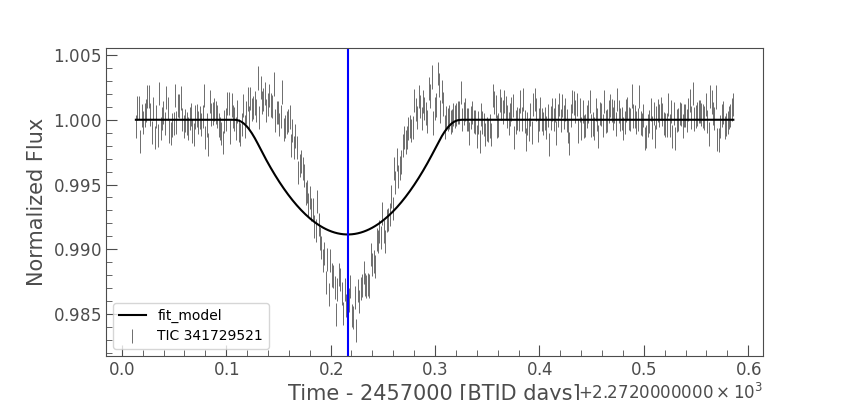 1.005
1.000
0.995
0.990
0.985
Normalized Flux
fit_model
TIC 341729521
0.0 0.1 0.2 0.3 0.4 0.5 0.6
Time - 2457000 [BTJD days]
+2.2720000000 × 10³